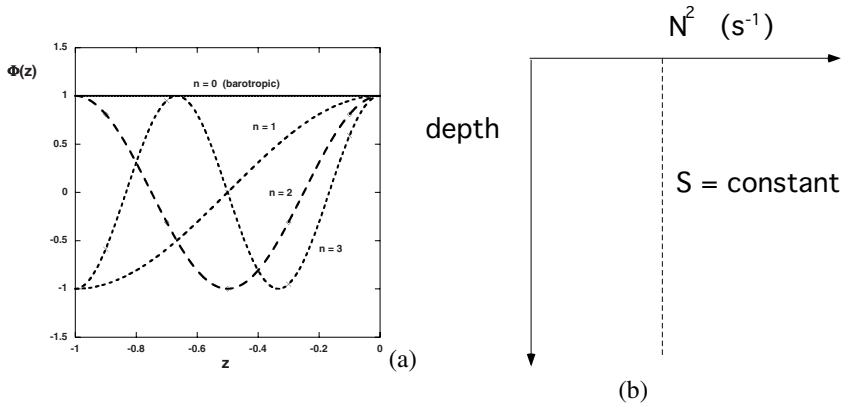 1.5
Φ(z)
n = 0 (barotropic)
1
n = 1
0.5
0
n = 2
-0.5
n = 3
-1
-1.5
-1 -0.8 -0.6 -0.4 -0.2 0
z
(a)
N² (s⁻¹)
depth
S = constant
(b)